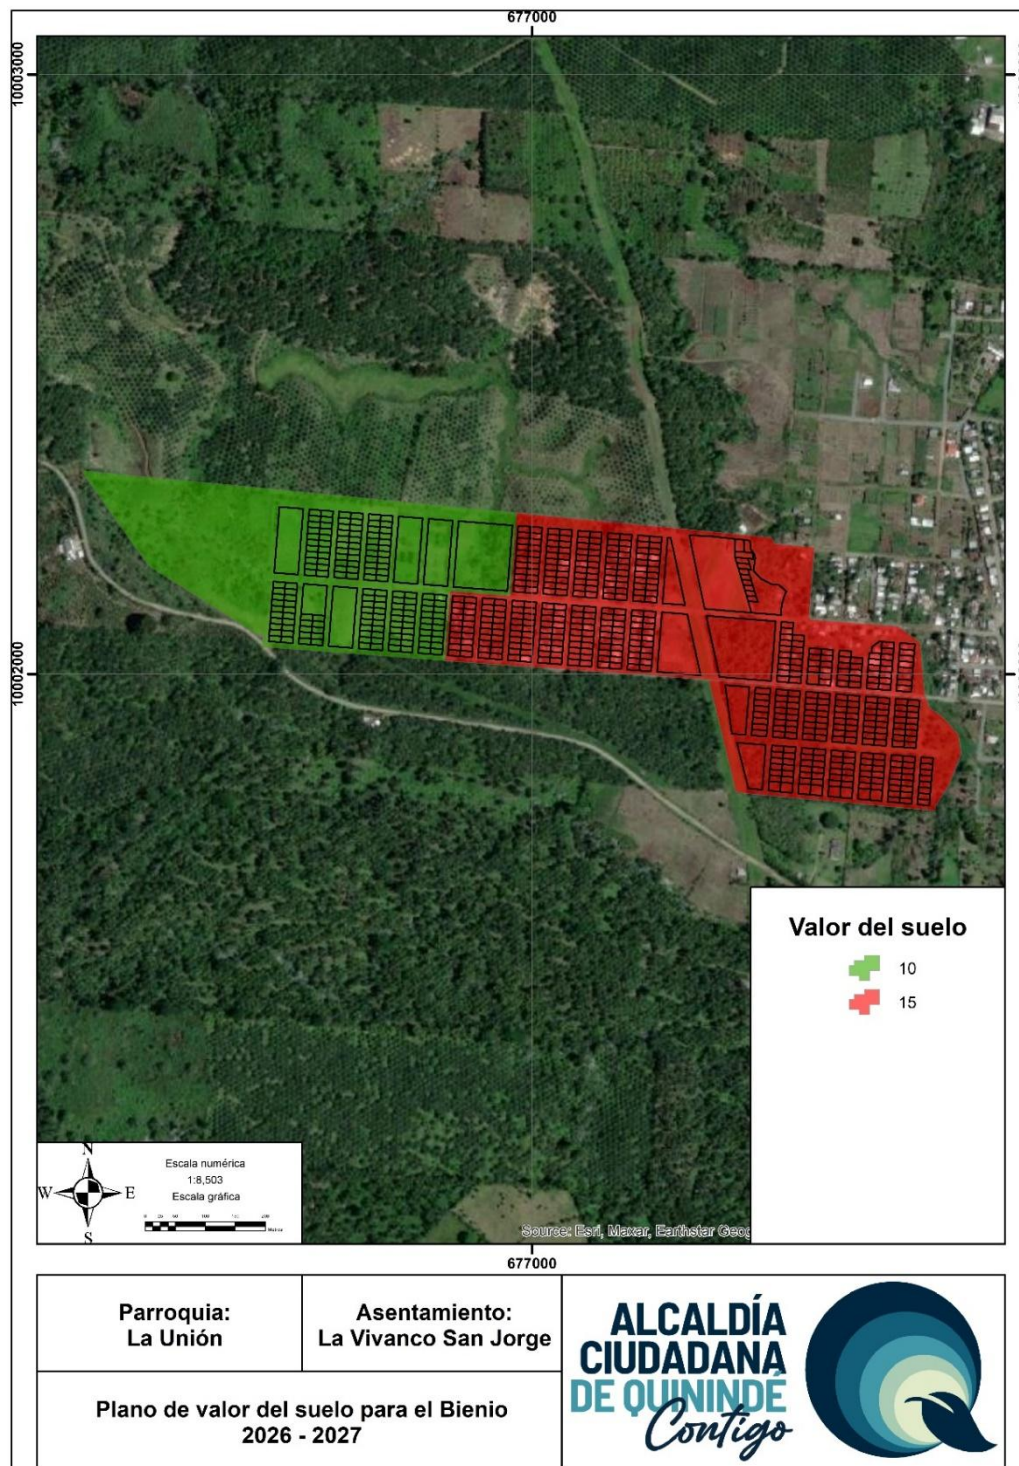 677000
10003000
10002000
Valor del suelo
10
15
N
W
E
S
Escala numérica
1:8,503
Escala gráfica
Source: Esri, Maxar, Earthstar Geog
677000
Parroquia:
La Unión
Asentamiento:
La Vivanco San Jorge
Plano de valor del suelo para el Bienio
2026 - 2027
ALCALDÍA
CIUDADANA
DE QUININDÉ
Contigo